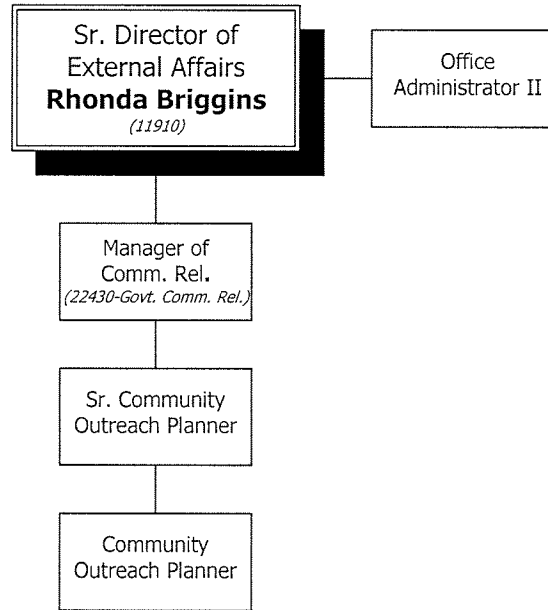 Sr. Director of
External Affairs
Rhonda Briggins
(11910)
Office
Administrator II
Manager of
Comm. Rel.
(22430-Govt. Comm. Rel.)
Sr. Community
Outreach Planner
Community
Outreach Planner